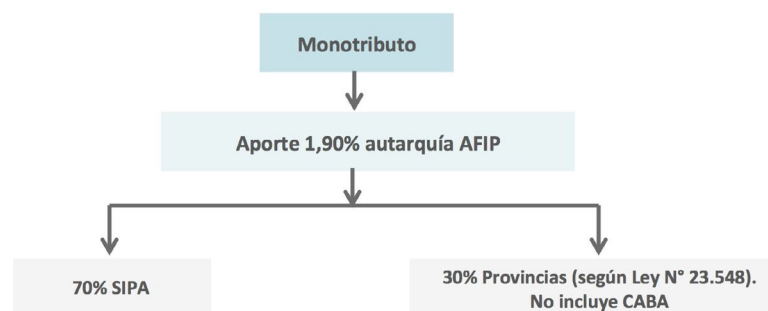 Monotributo
Aporte 1,90% autarquía AFIP
70% SIPA
30% Provincias (según Ley N° 23.548).
No incluye CABA